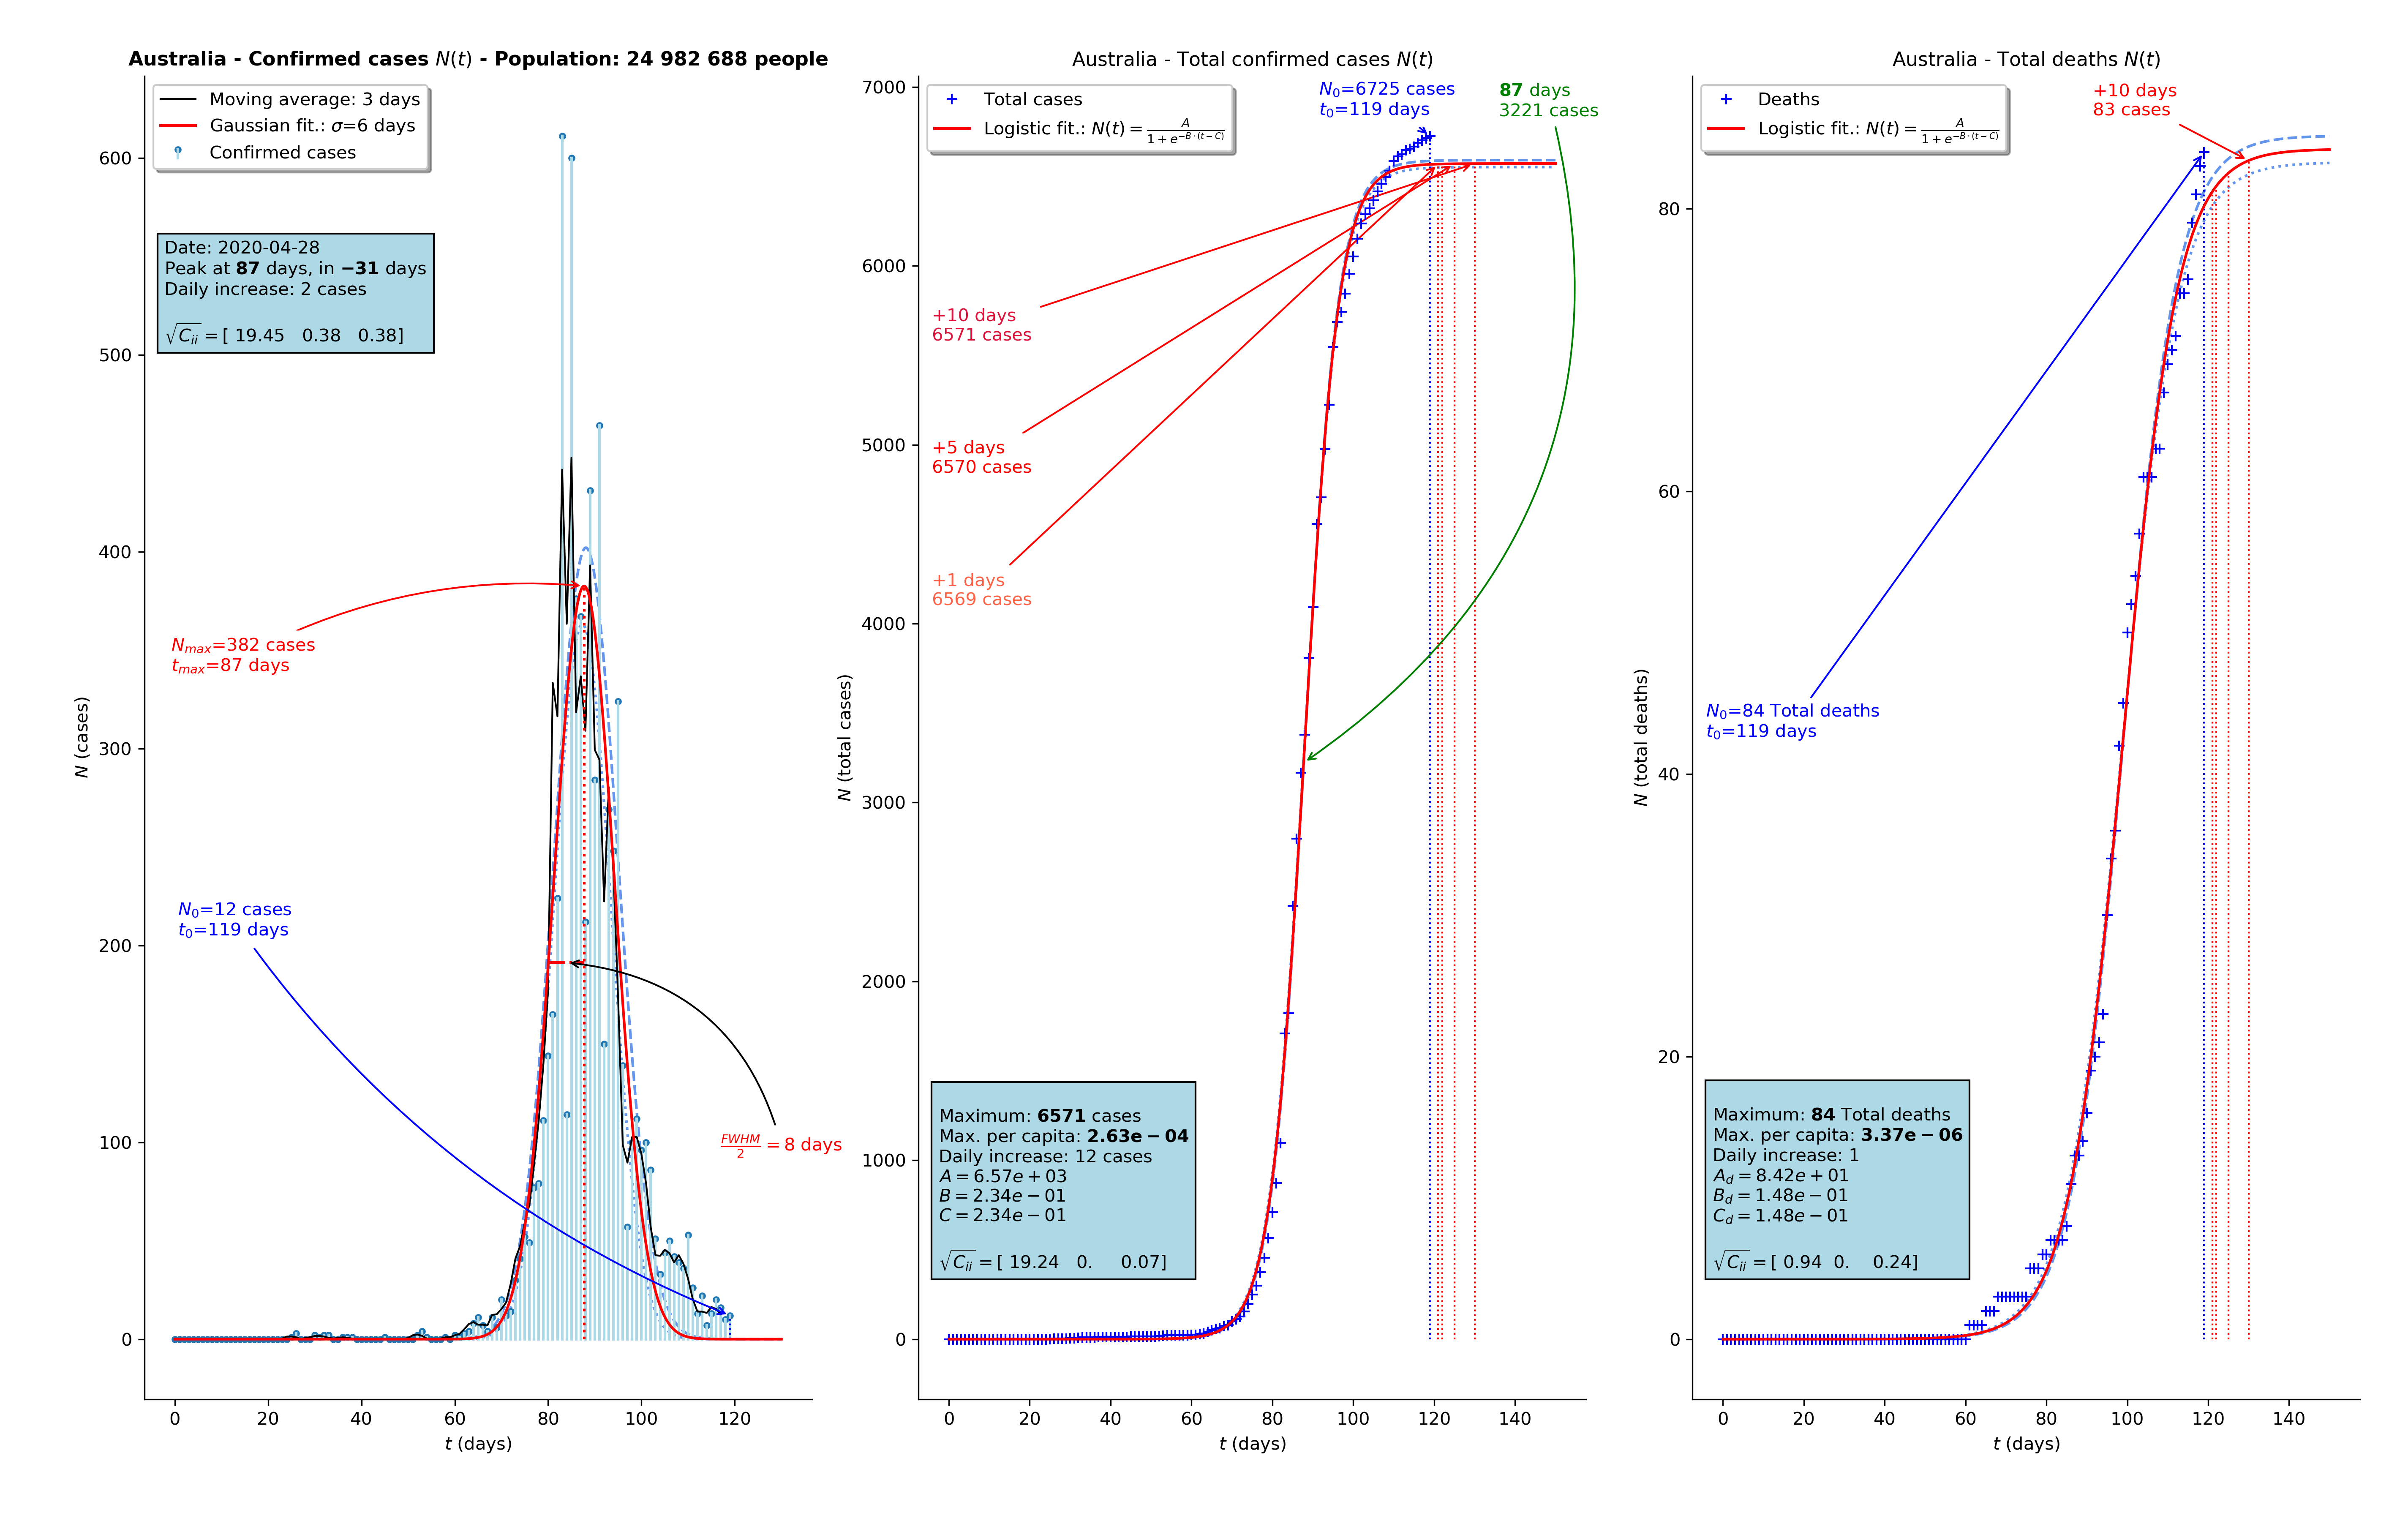 Australia - Confirmed cases N(t) - Population: 24 982 688 people
Moving average: 3 days
Gaussian fit.: σ=6 days
Confirmed cases
Date: 2020-04-28
Peak at 87 days, in −31 days
Daily increase: 2 cases
√C_ii = [ 19.45 0.38 0.38]
N_max=382 cases
t_max=87 days
N_0=12 cases
t_0=119 days
FWHM/2 = 8 days
N (cases)
600
500
400
300
200
100
0
0 20 40 60 80 100 120
t (days)
Australia - Total confirmed cases N(t)
Total cases
Logistic fit.: N(t) = A/(1 + e^{−B·(t−C)})
N_0=6725 cases
t_0=119 days
87 days
3221 cases
+10 days
6571 cases
+5 days
6570 cases
+1 days
6569 cases
Maximum: 6571 cases
Max. per capita: 2.63e − 04
Daily increase: 12 cases
A = 6.57e + 03
B = 2.34e − 01
C = 2.34e − 01
√C_ii = [ 19.24 0. 0.07]
N (total cases)
7000
6000
5000
4000
3000
2000
1000
0
0 20 40 60 80 100 120 140
t (days)
Australia - Total deaths N(t)
Deaths
Logistic fit.: N(t) = A/(1 + e^{−B·(t−C)})
+10 days
83 cases
N_0=84 Total deaths
t_0=119 days
Maximum: 84 Total deaths
Max. per capita: 3.37e − 06
Daily increase: 1
A_d = 8.42e + 01
B_d = 1.48e − 01
C_d = 1.48e − 01
√C_ii = [ 0.94 0. 0.24]
N (total deaths)
80
60
40
20
0
0 20 40 60 80 100 120 140
t (days)